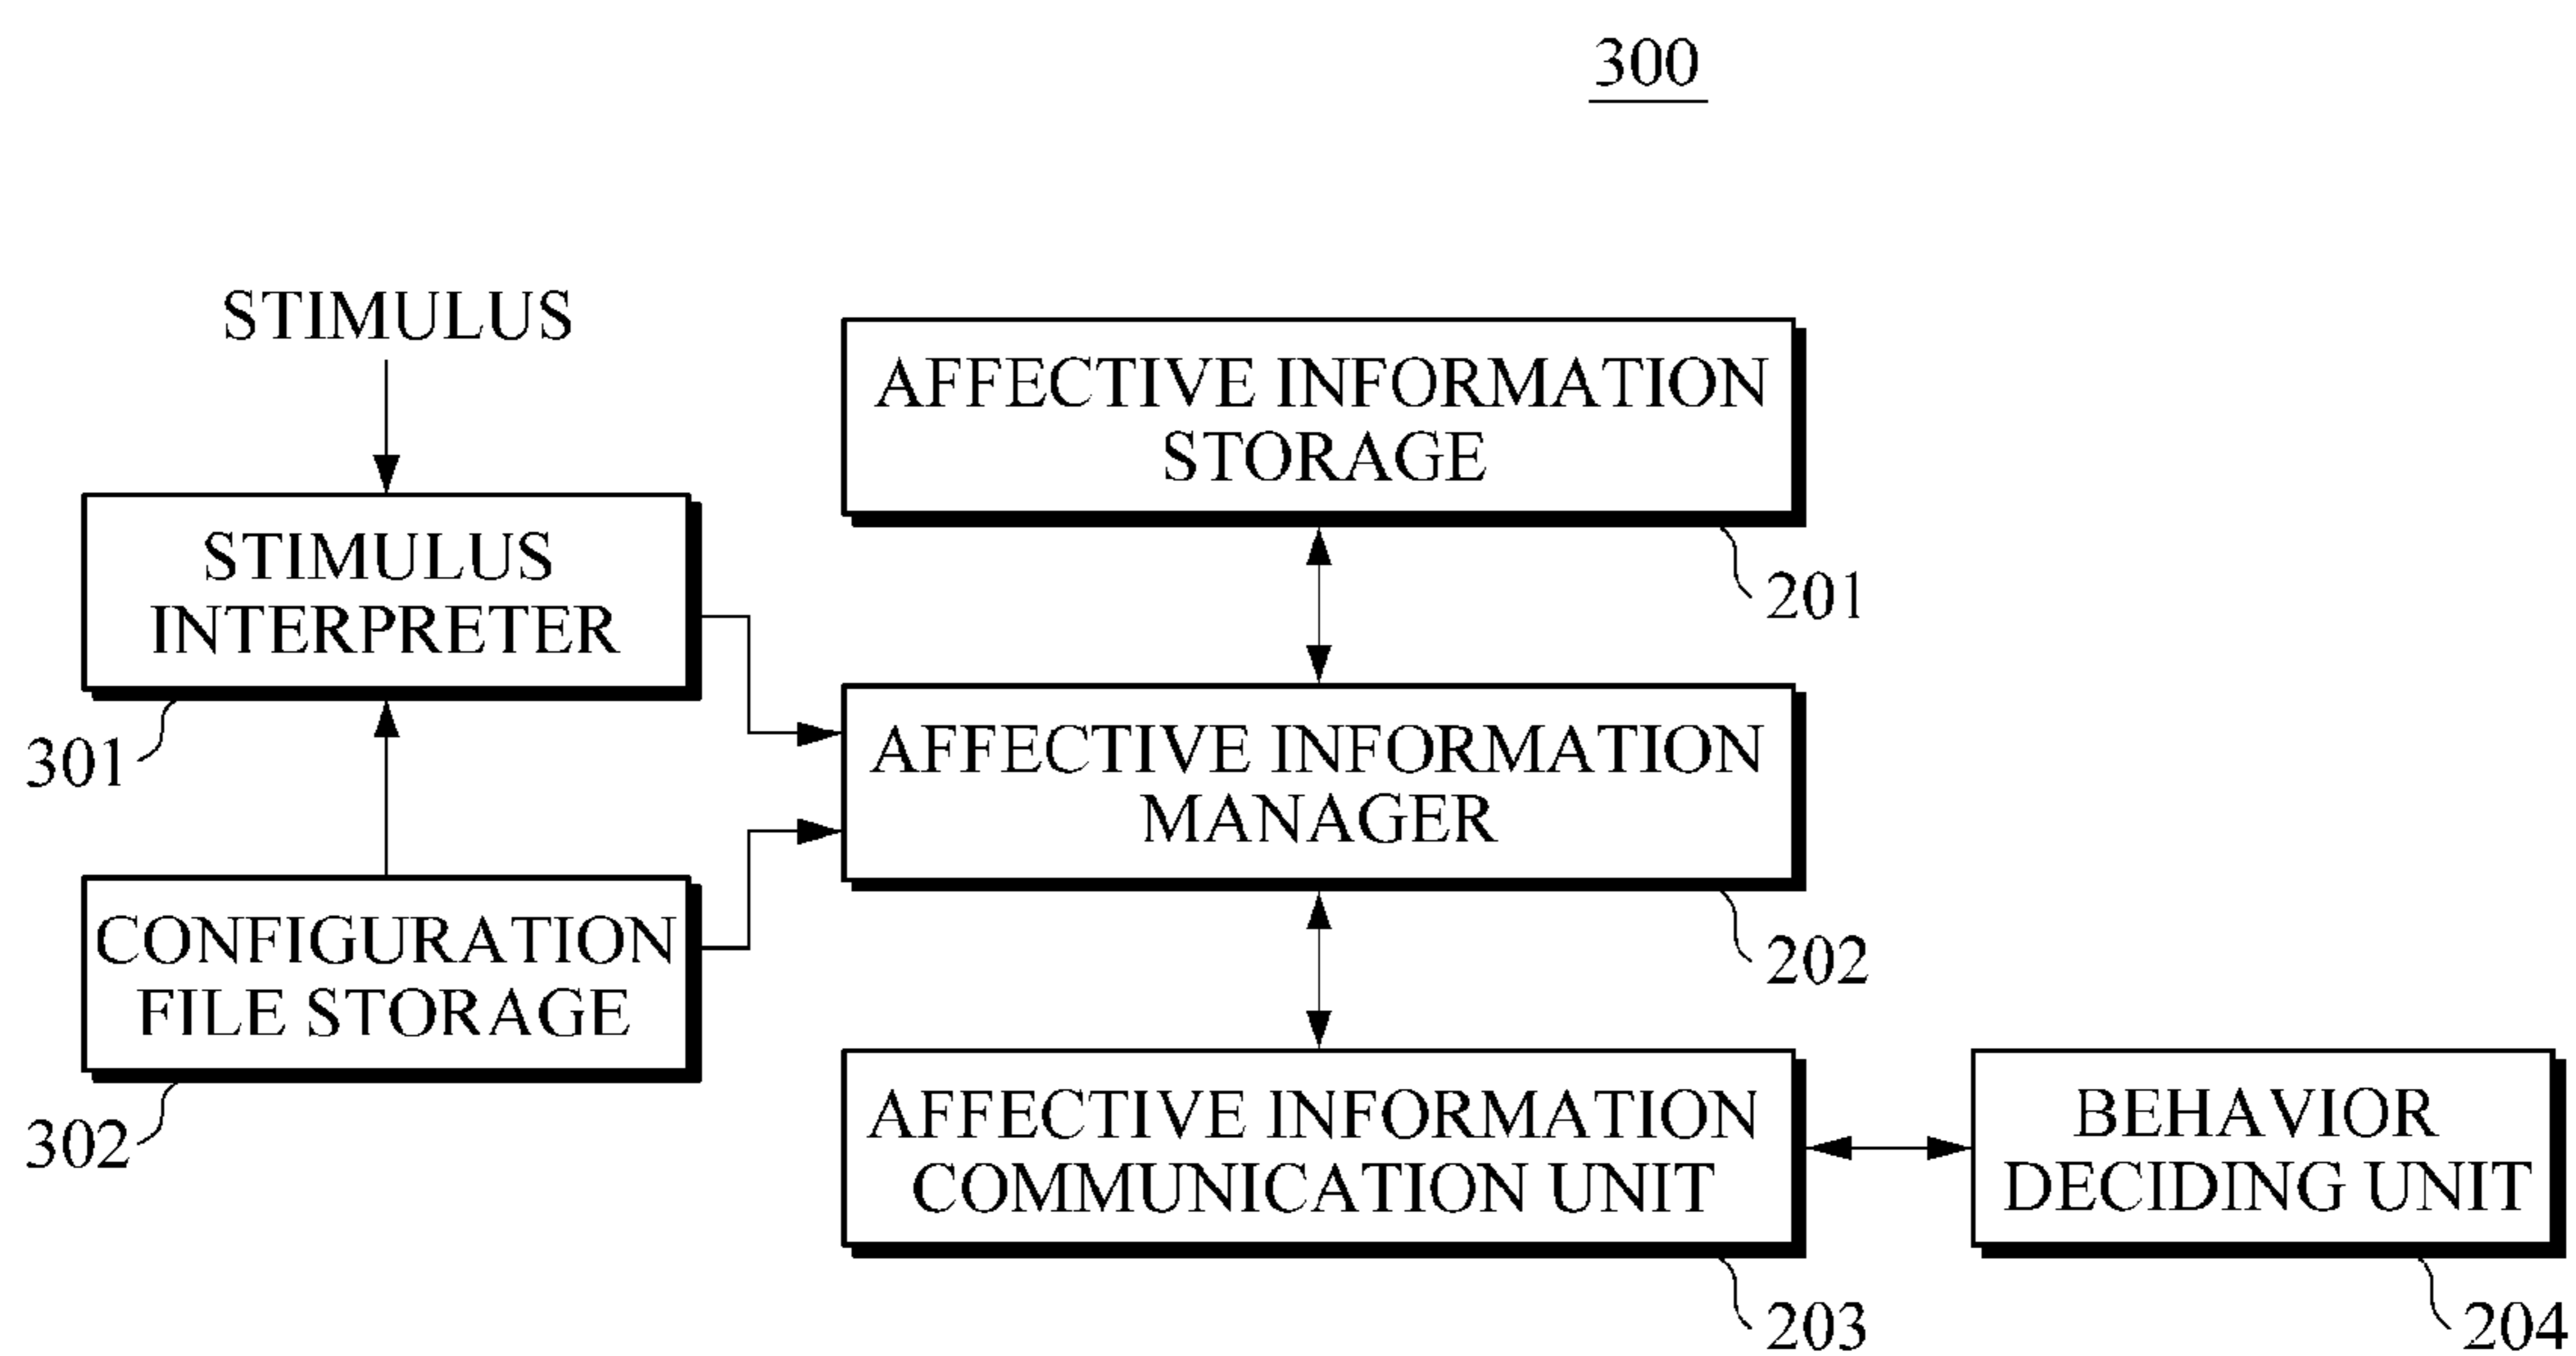 300
STIMULUS
STIMULUS
INTERPRETER
301
CONFIGURATION
FILE STORAGE
302
AFFECTIVE INFORMATION
STORAGE
201
AFFECTIVE INFORMATION
MANAGER
202
AFFECTIVE INFORMATION
COMMUNICATION UNIT
203
BEHAVIOR
DECIDING UNIT
204